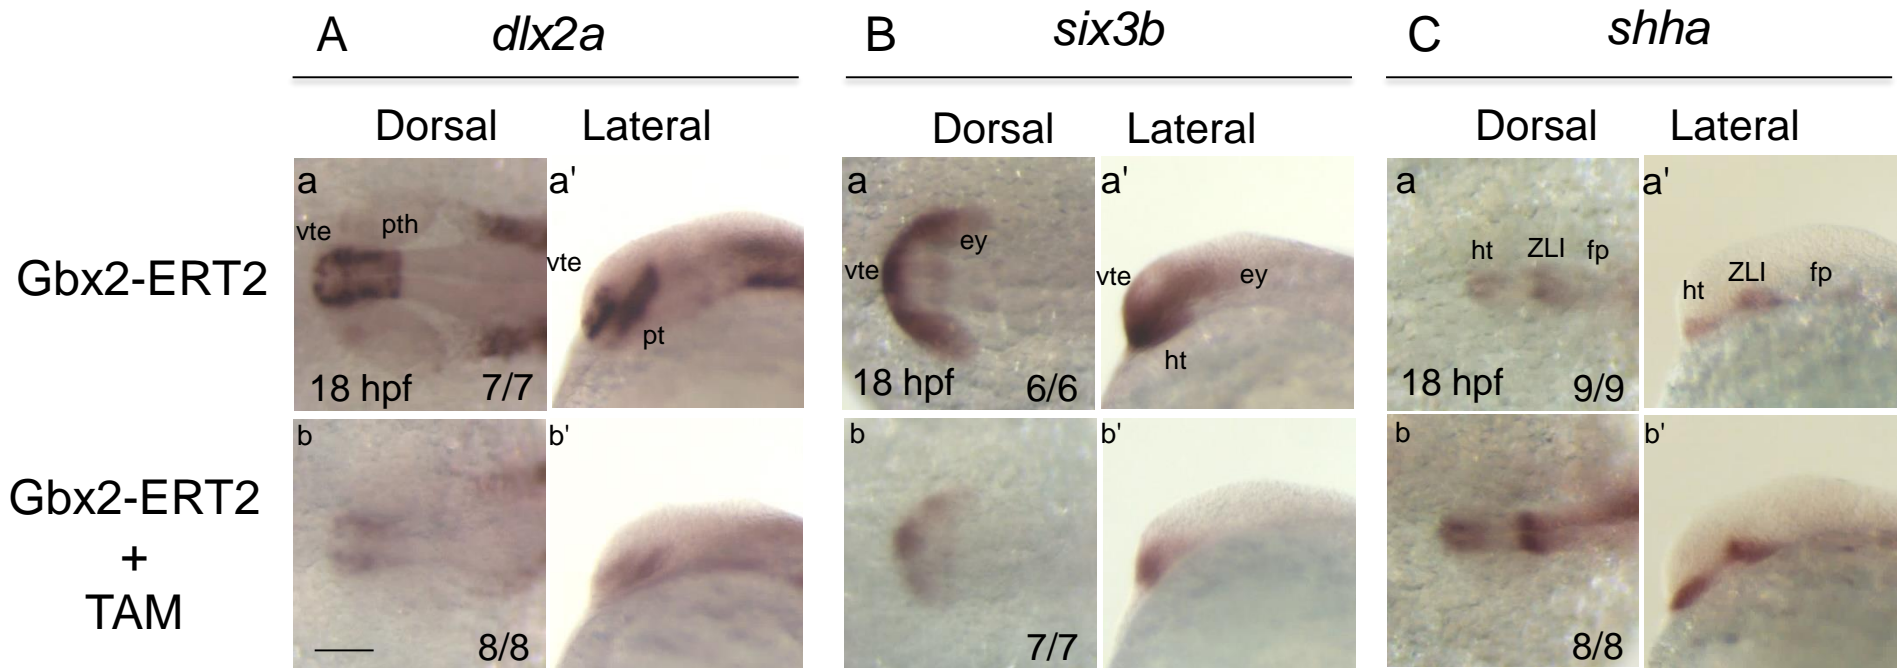 A dlx2a
B six3b
C shha
Dorsal Lateral
Dorsal Lateral
Dorsal Lateral
Gbx2-ERT2
a
vte
pth
18 hpf 7/7
a'
vte
pt
a
vte
ey
18 hpf 6/6
a'
vte
ey
ht
a
ht ZLI fp
18 hpf 9/9
a'
ht ZLI fp
Gbx2-ERT2
+
TAM
b
8/8
b'
b
7/7
b'
b
8/8
b'